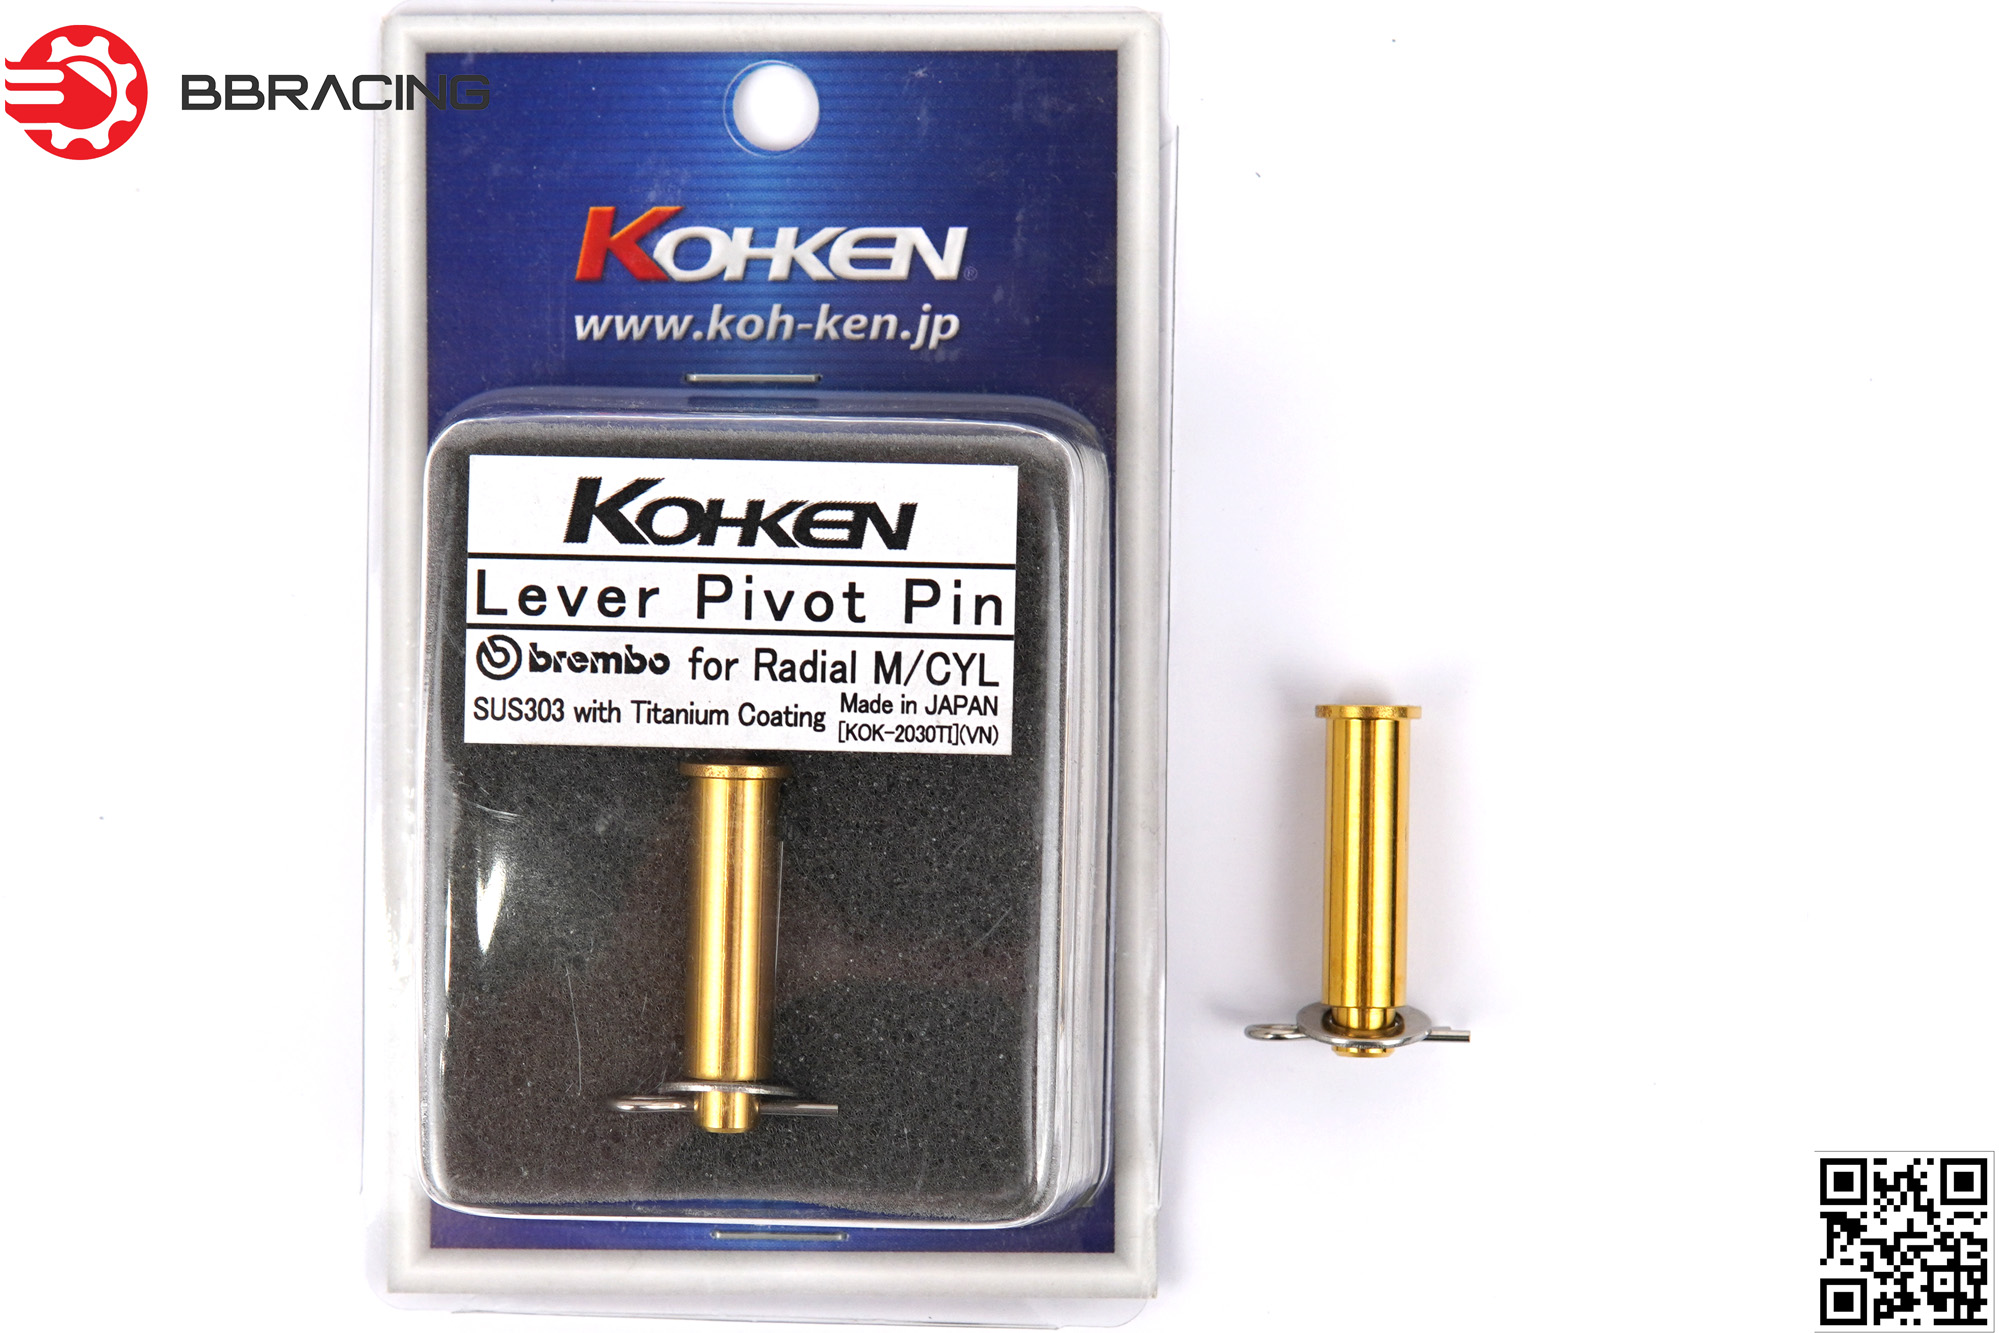 BBRACING
KOHKEN®
www.koh-ken.jp
KOHKEN
Lever Pivot Pin
brembo for Radial M/CYL
SUS303 with Titanium Coating
Made in JAPAN
[KOK-2030TI](VN)